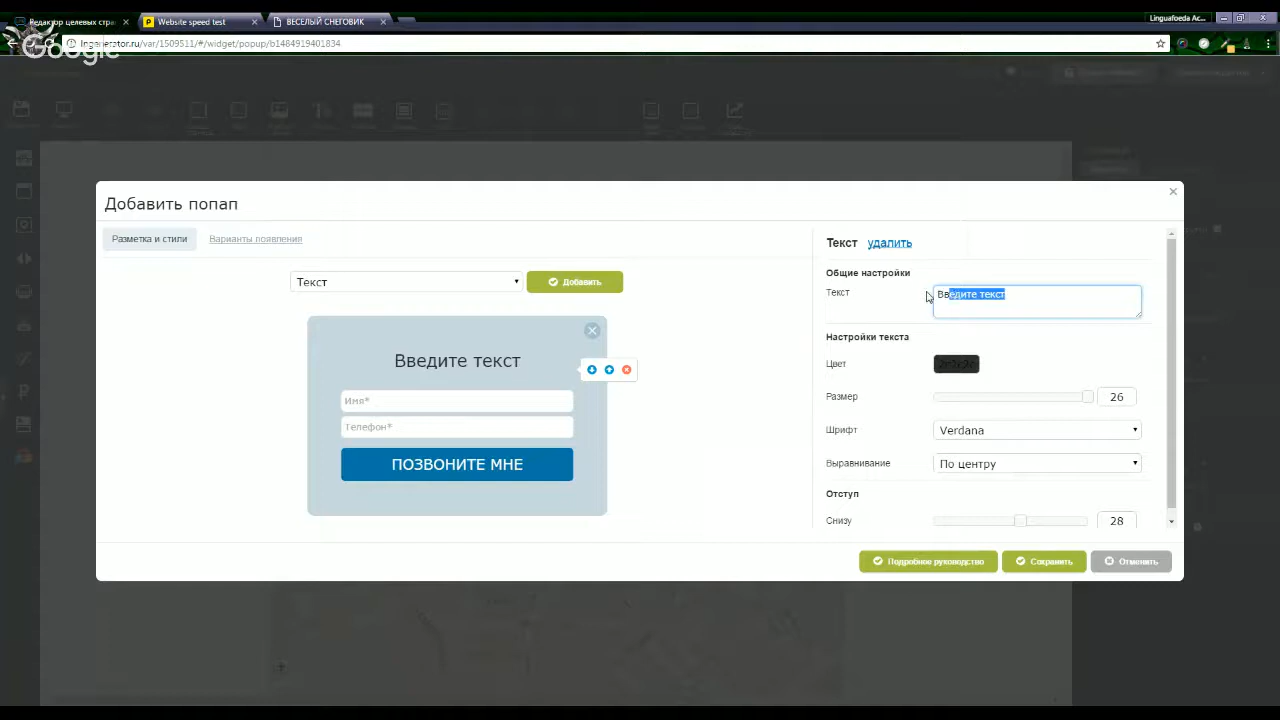 Редактор целевых стра
Website speed test
ВЕСЕЛЫЙ СНЕГОВИК
Linguafoeda Ac...
lpgenerator.ru/var/1509511/#/widget/popup/b1484919401834
Google
Добавить попап
Разметка и стили
Варианты появления
Текст
Добавить
Введите текст
Имя*
Телефон*
ПОЗВОНИТЕ МНЕ
Текст удалить
Общие настройки
Текст
Введите текст
Настройки текста
Цвет
Размер
26
Шрифт
Verdana
Выравнивание
По центру
Отступ
Снизу
28
Подробное руководство
Сохранить
Отменить